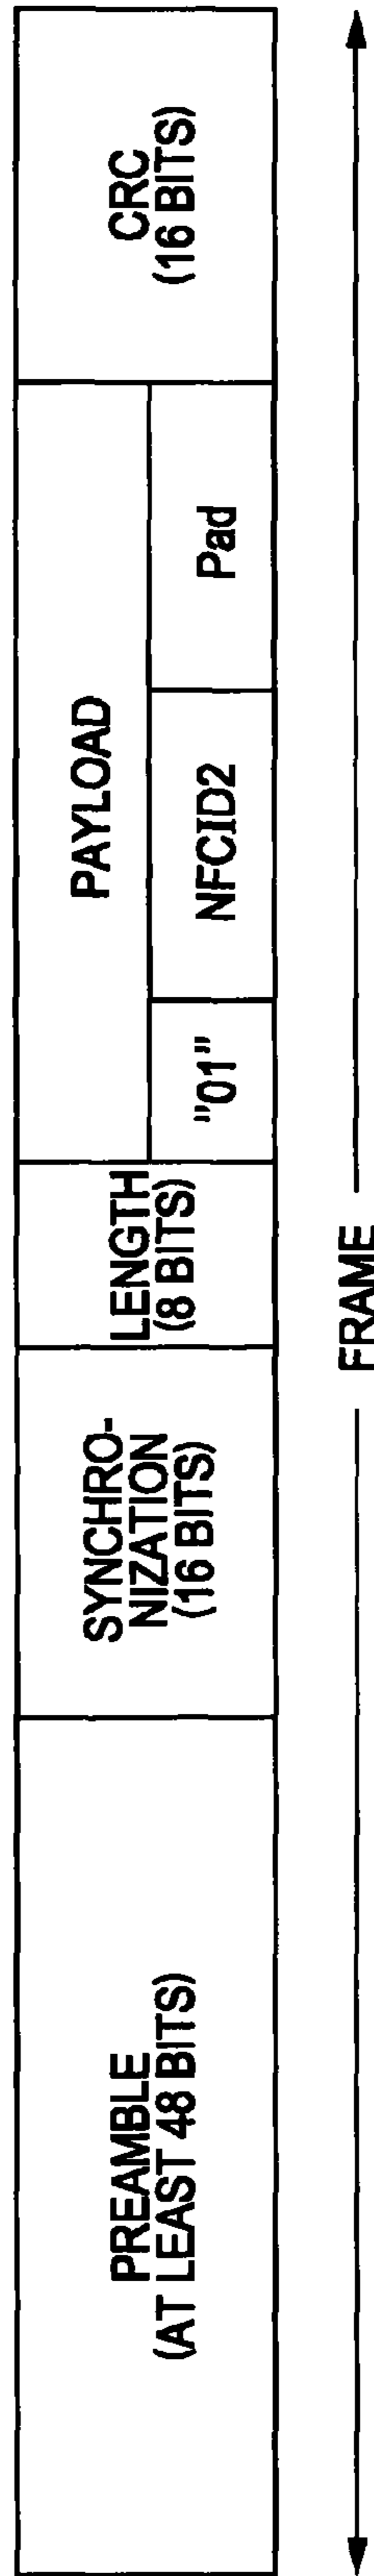 PREAMBLE
(AT LEAST 48 BITS)
SYNCHRO-
NIZATION
(16 BITS)
LENGTH
(8 BITS)
PAYLOAD
"01"
NFCID2
Pad
CRC
(16 BITS)
FRAME